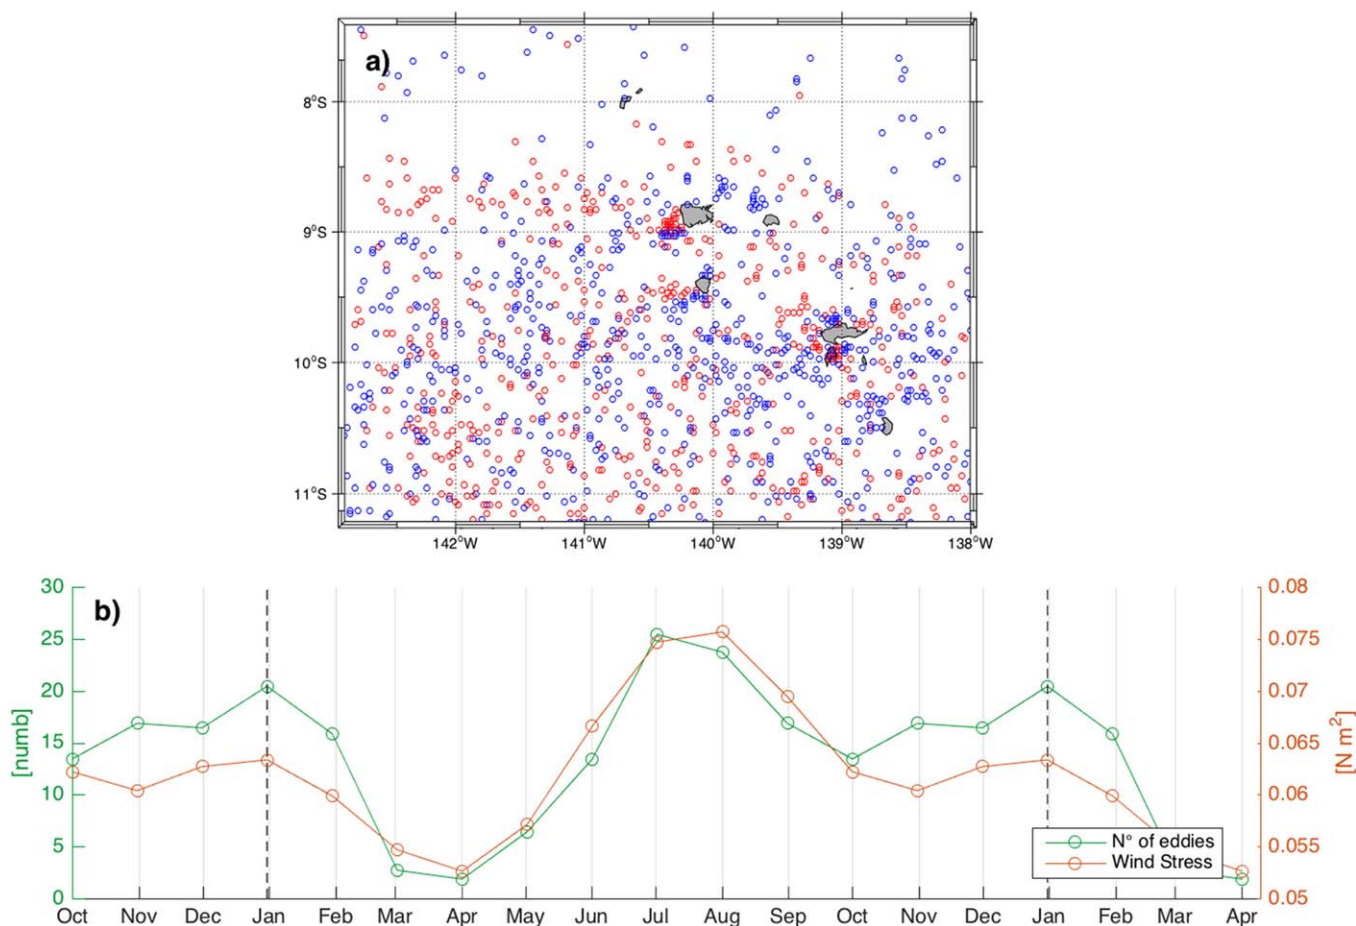 a)
8°S
9°S
10°S
11°S
142°W 141°W 140°W 139°W 138°W
b)
30 0.08
25 0.075
20 0.07
15 0.065
10 0.06
5 0.055
0 0.05
[numb]
[N m²]
N° of eddies
Wind Stress
Oct Nov Dec Jan Feb Mar Apr May Jun Jul Aug Sep Oct Nov Dec Jan Feb Mar Apr